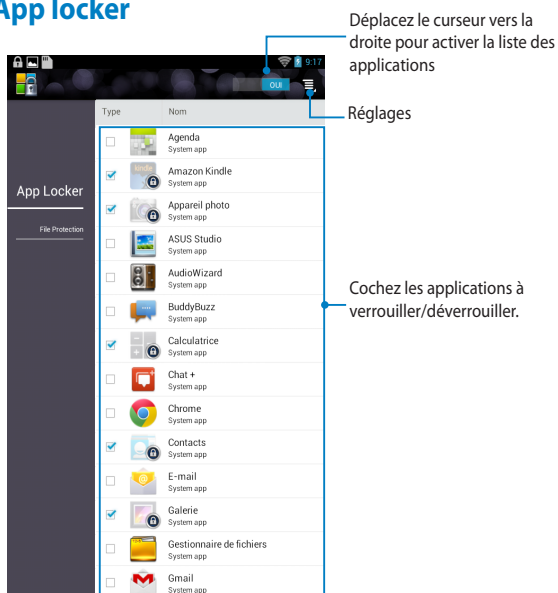 App locker
Déplacez le curseur vers la
droite pour activer la liste des
applications
9:17
OUI
Réglages
Type Nom
App Locker
File Protection
Agenda
System app
Amazon Kindle
System app
Appareil photo
System app
ASUS Studio
System app
AudioWizard
System app
BuddyBuzz
System app
Calculatrice
System app
Chat +
System app
Chrome
System app
Contacts
System app
E-mail
System app
Galerie
System app
Gestionnaire de fichiers
System app
Gmail
System app
Cochez les applications à
verrouiller/déverrouiller.